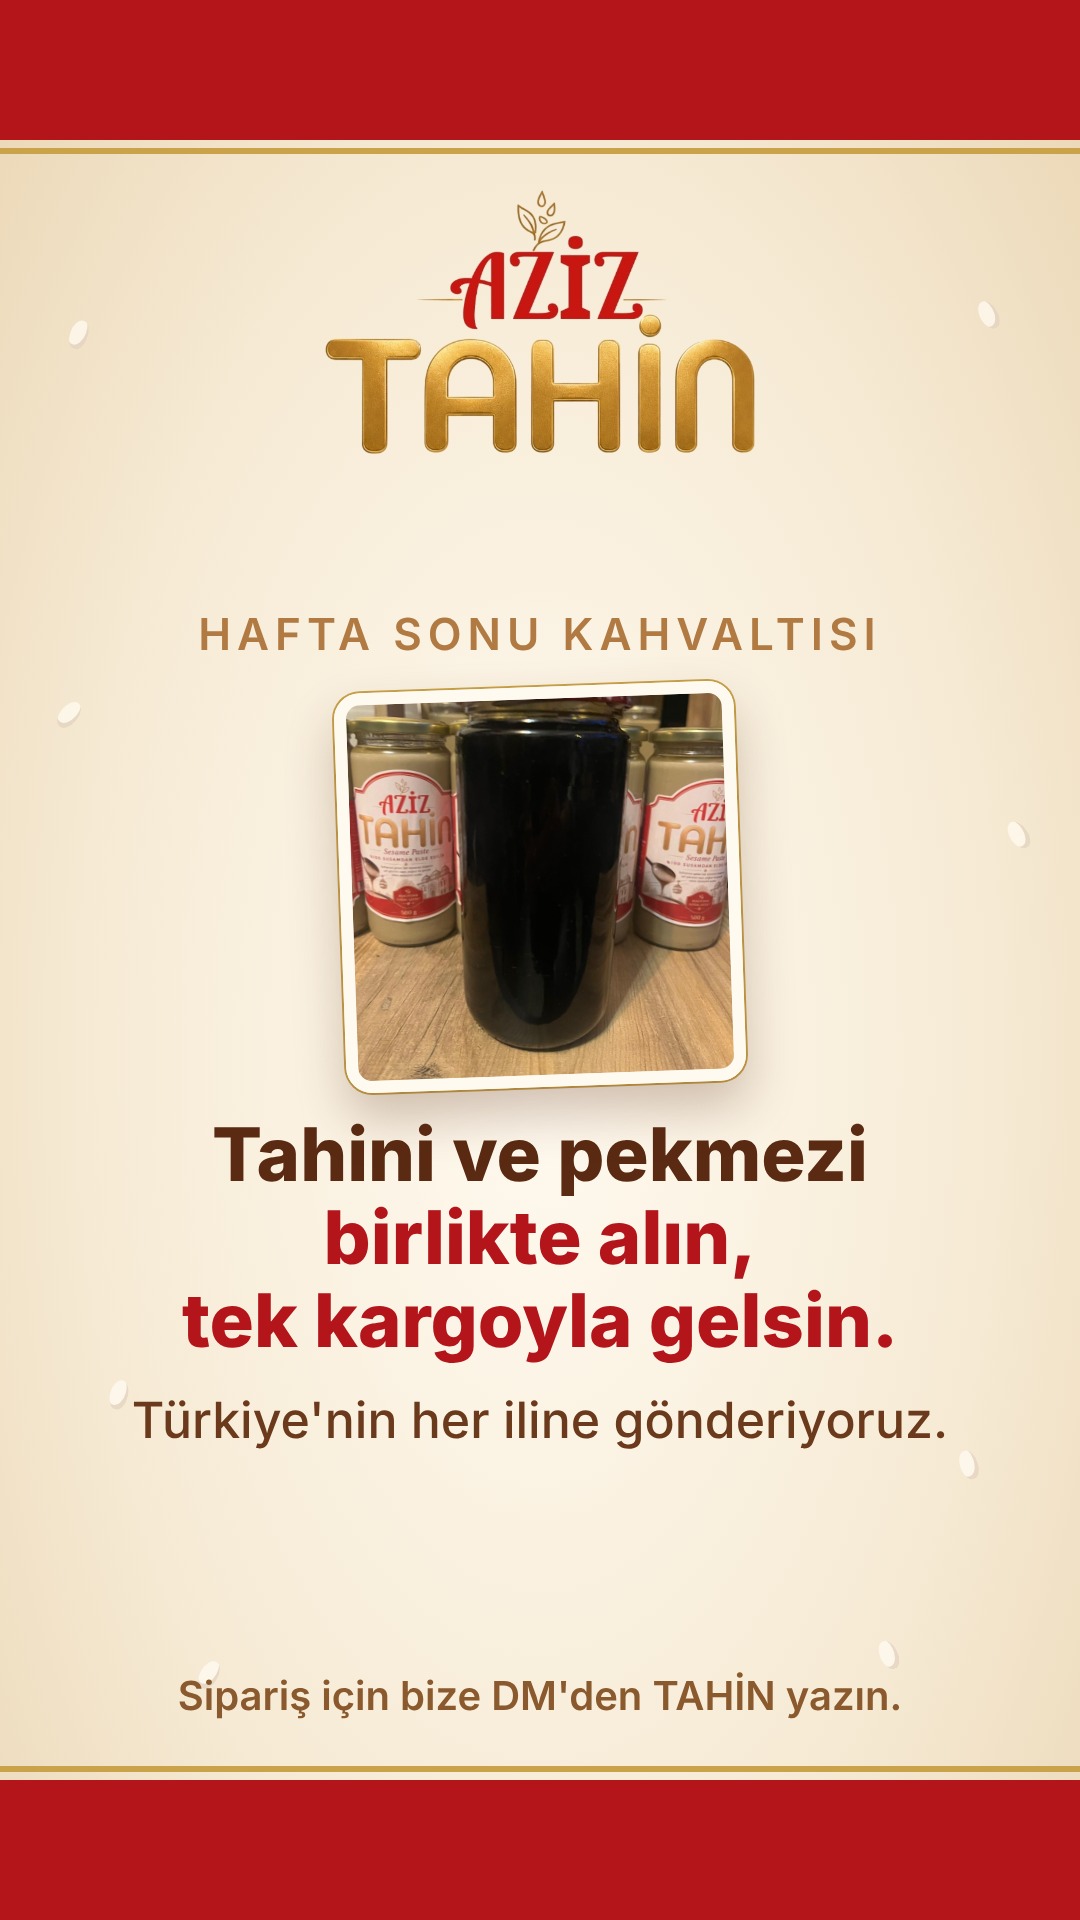 AZİZ
TAHİN
HAFTA SONU KAHVALTISI
AZİZ
TAHİN
Sesame Paste
AZİ
TAH
Sesame Paste
Tahini ve pekmezi
birlikte alın,
tek kargoyla gelsin.
Türkiye'nin her iline gönderiyoruz.
Sipariş için bize DM'den TAHİN yazın.